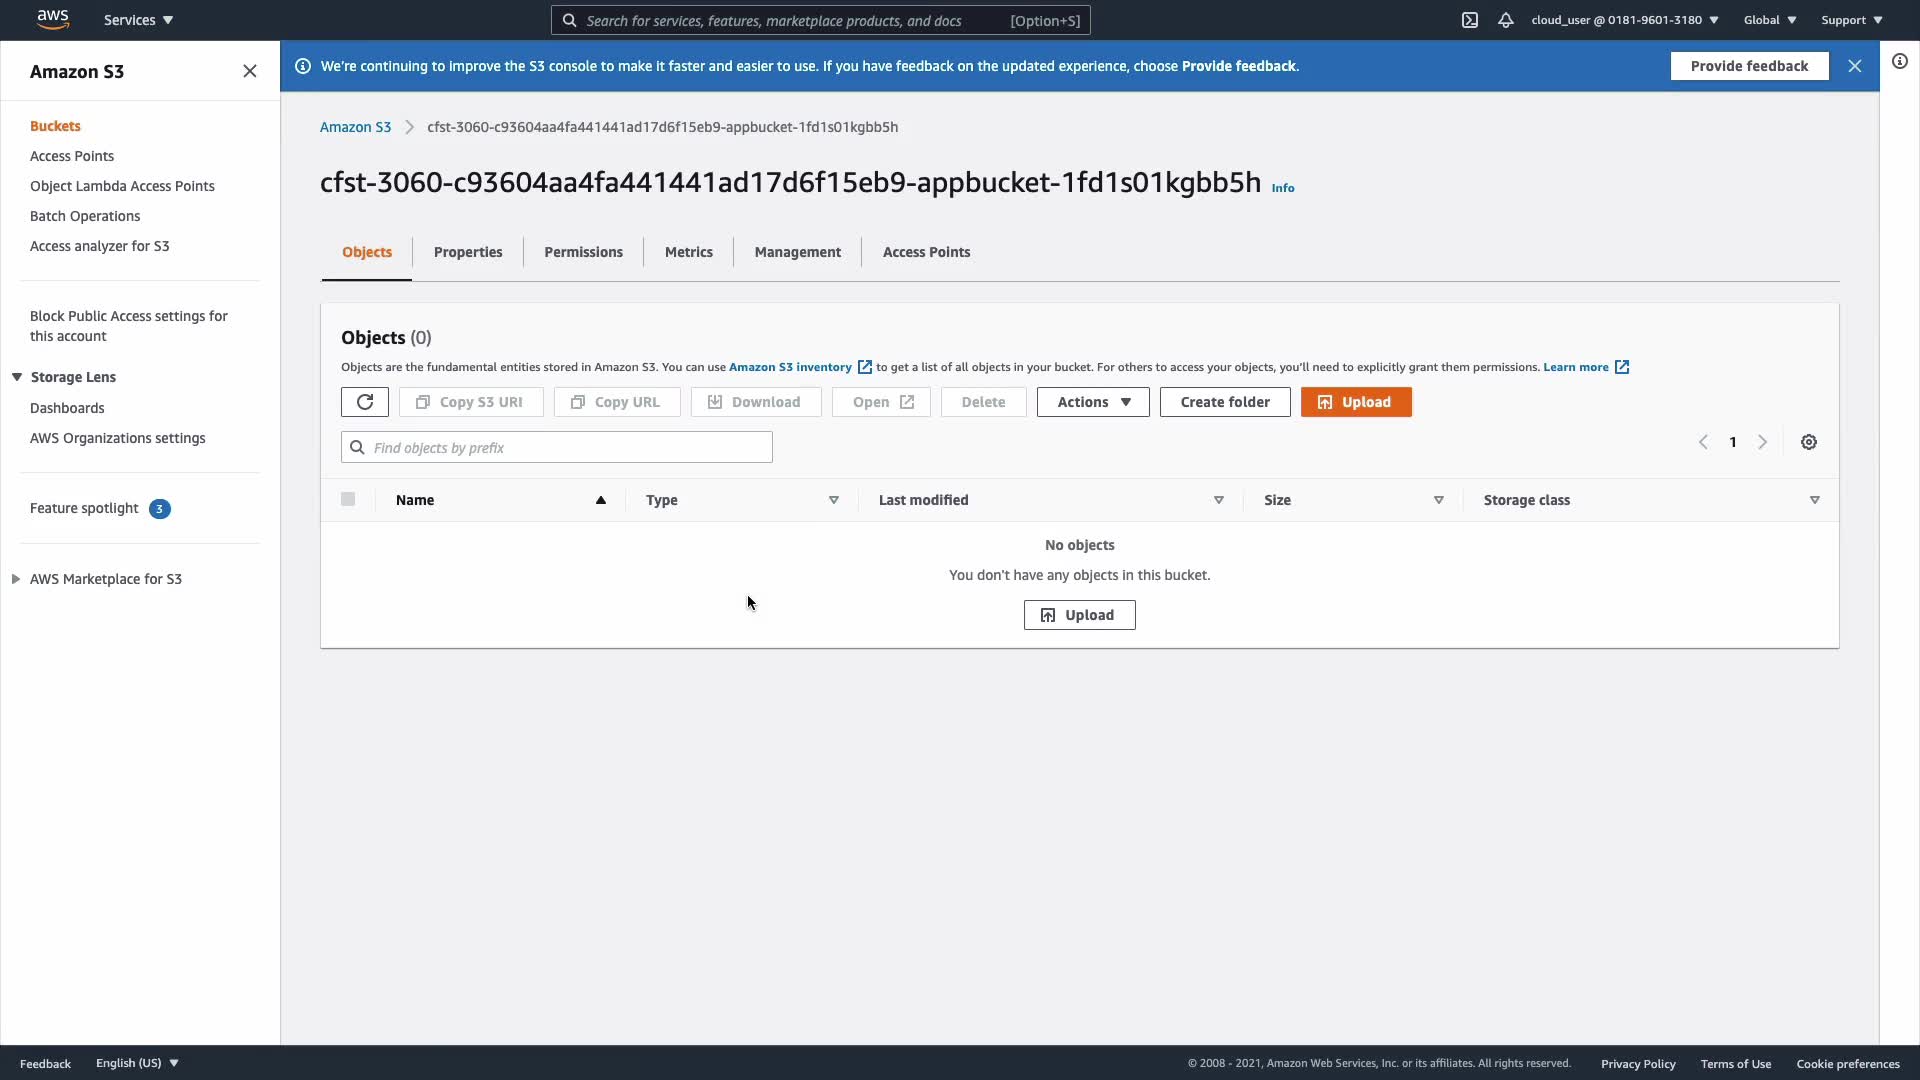 aws
Services
Search for services, features, marketplace products, and docs [Option+S]
cloud_user @ 0181-9601-3180
Global
Support
Amazon S3
Buckets
Access Points
Object Lambda Access Points
Batch Operations
Access analyzer for S3
Block Public Access settings for
this account
Storage Lens
Dashboards
AWS Organizations settings
Feature spotlight 3
AWS Marketplace for S3
We're continuing to improve the S3 console to make it faster and easier to use. If you have feedback on the updated experience, choose Provide feedback.
Provide feedback
Amazon S3 cfst-3060-c93604aa4fa441441ad17d6f15eb9-appbucket-1fd1s01kgbb5h
cfst-3060-c93604aa4fa441441ad17d6f15eb9-appbucket-1fd1s01kgbb5h Info
Objects Properties Permissions Metrics Management Access Points
Objects (0)
Objects are the fundamental entities stored in Amazon S3. You can use Amazon S3 inventory to get a list of all objects in your bucket. For others to access your objects, you'll need to explicitly grant them permissions. Learn more
Copy S3 URI Copy URL Download Open Delete Actions Create folder Upload
Find objects by prefix
1
Name Type Last modified Size Storage class
No objects
You don't have any objects in this bucket.
Upload
Feedback English (US) © 2008 - 2021, Amazon Web Services, Inc. or its affiliates. All rights reserved. Privacy Policy Terms of Use Cookie preferences